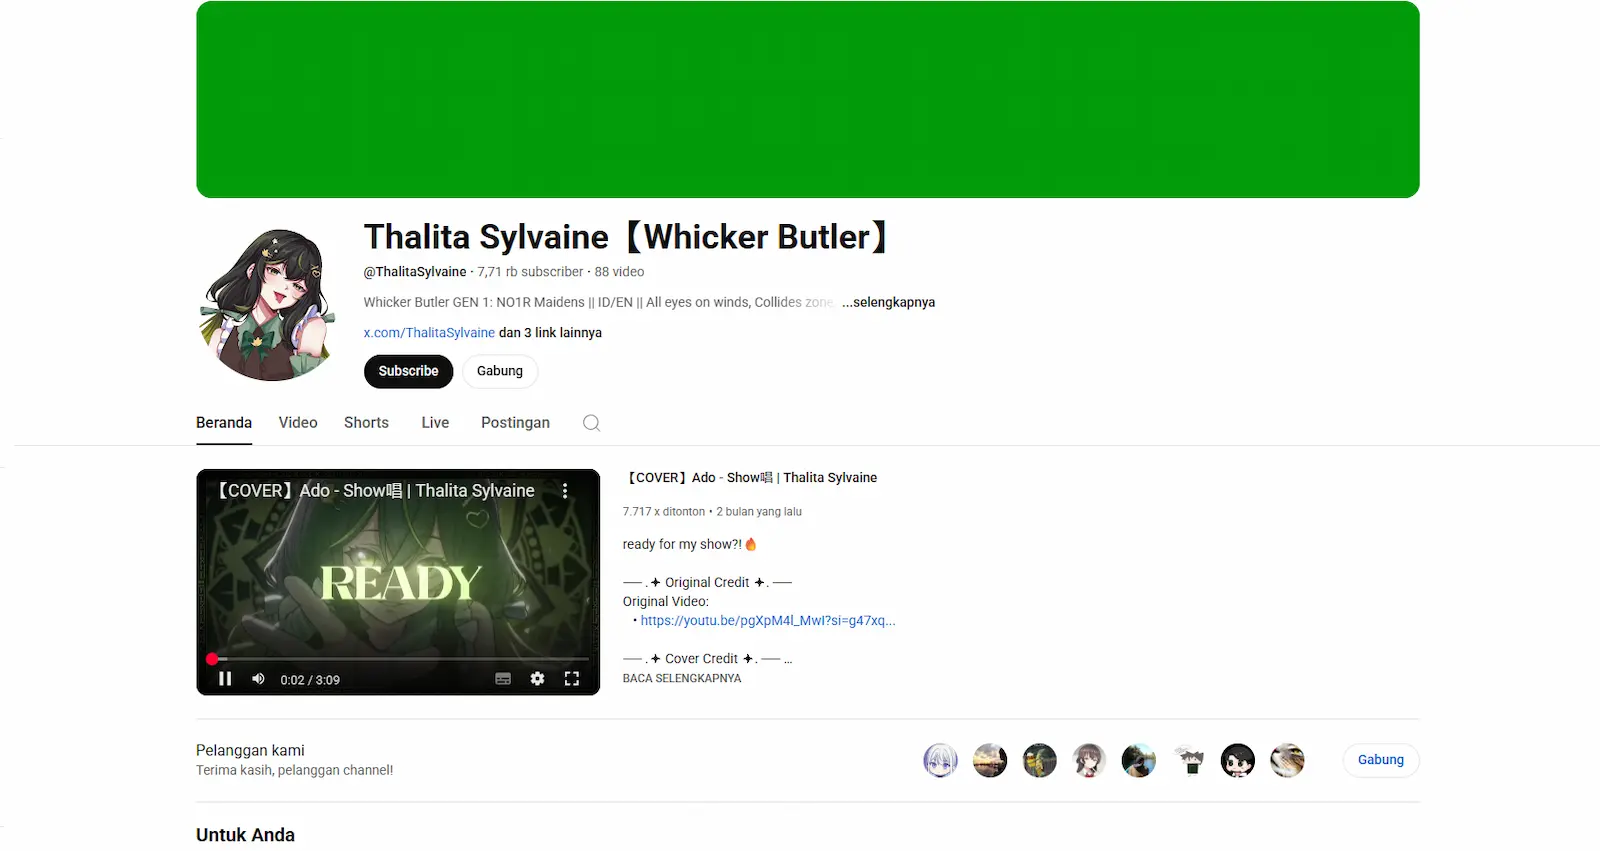 Thalita Sylvaine【Whicker Butler】
@ThalitaSylvaine · 7,71 rb subscriber · 88 video
Whicker Butler GEN 1: NO1R Maidens || ID/EN || All eyes on winds, Collides zone, ...selengkapnya
x.com/ThalitaSylvaine dan 3 link lainnya
Subscribe Gabung
Beranda Video Shorts Live Postingan
【COVER】Ado - Show唱 | Thalita Sylvaine
READY
0:02 / 3:09
【COVER】Ado - Show唱 | Thalita Sylvaine
7.717 x ditonton • 2 bulan yang lalu
ready for my show?!🔥
── . ✦ Original Credit ✦ . ──
Original Video:
• https://youtu.be/pgXpM4l_MwI?si=g47xq...
── . ✦ Cover Credit ✦ . ── ...
BACA SELENGKAPNYA
Pelanggan kami
Terima kasih, pelanggan channel!
Gabung
Untuk Anda